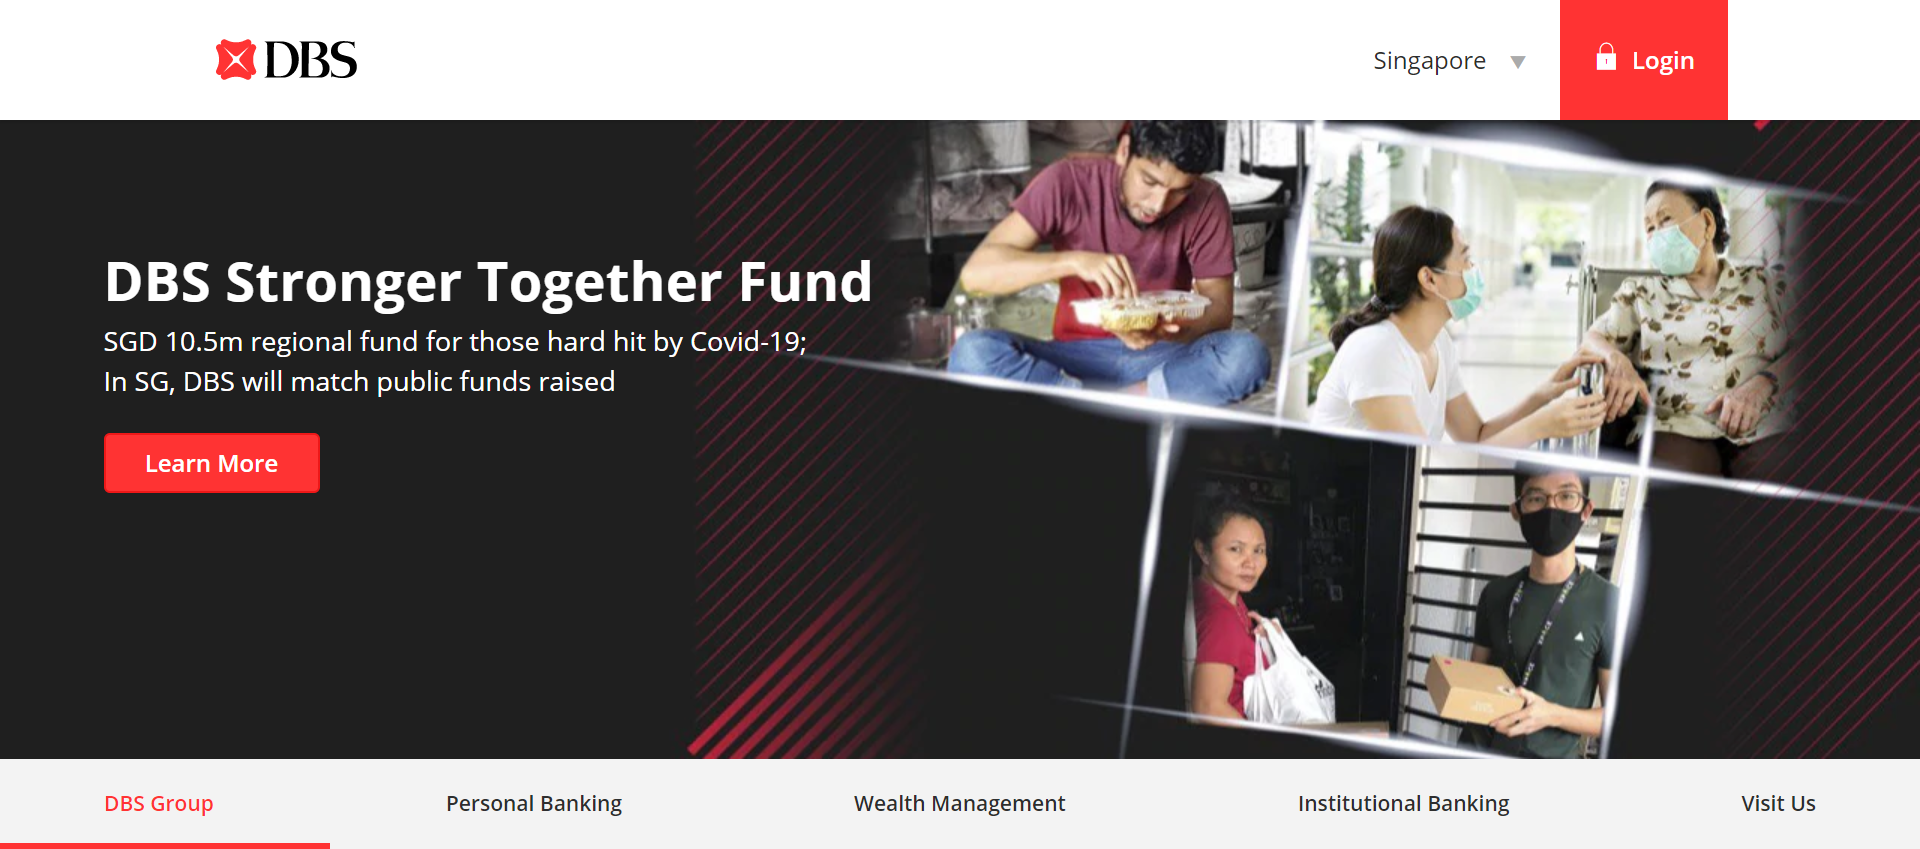 DBS
Singapore
Login
DBS Stronger Together Fund
SGD 10.5m regional fund for those hard hit by Covid-19;
In SG, DBS will match public funds raised
Learn More
DBS Group
Personal Banking
Wealth Management
Institutional Banking
Visit Us